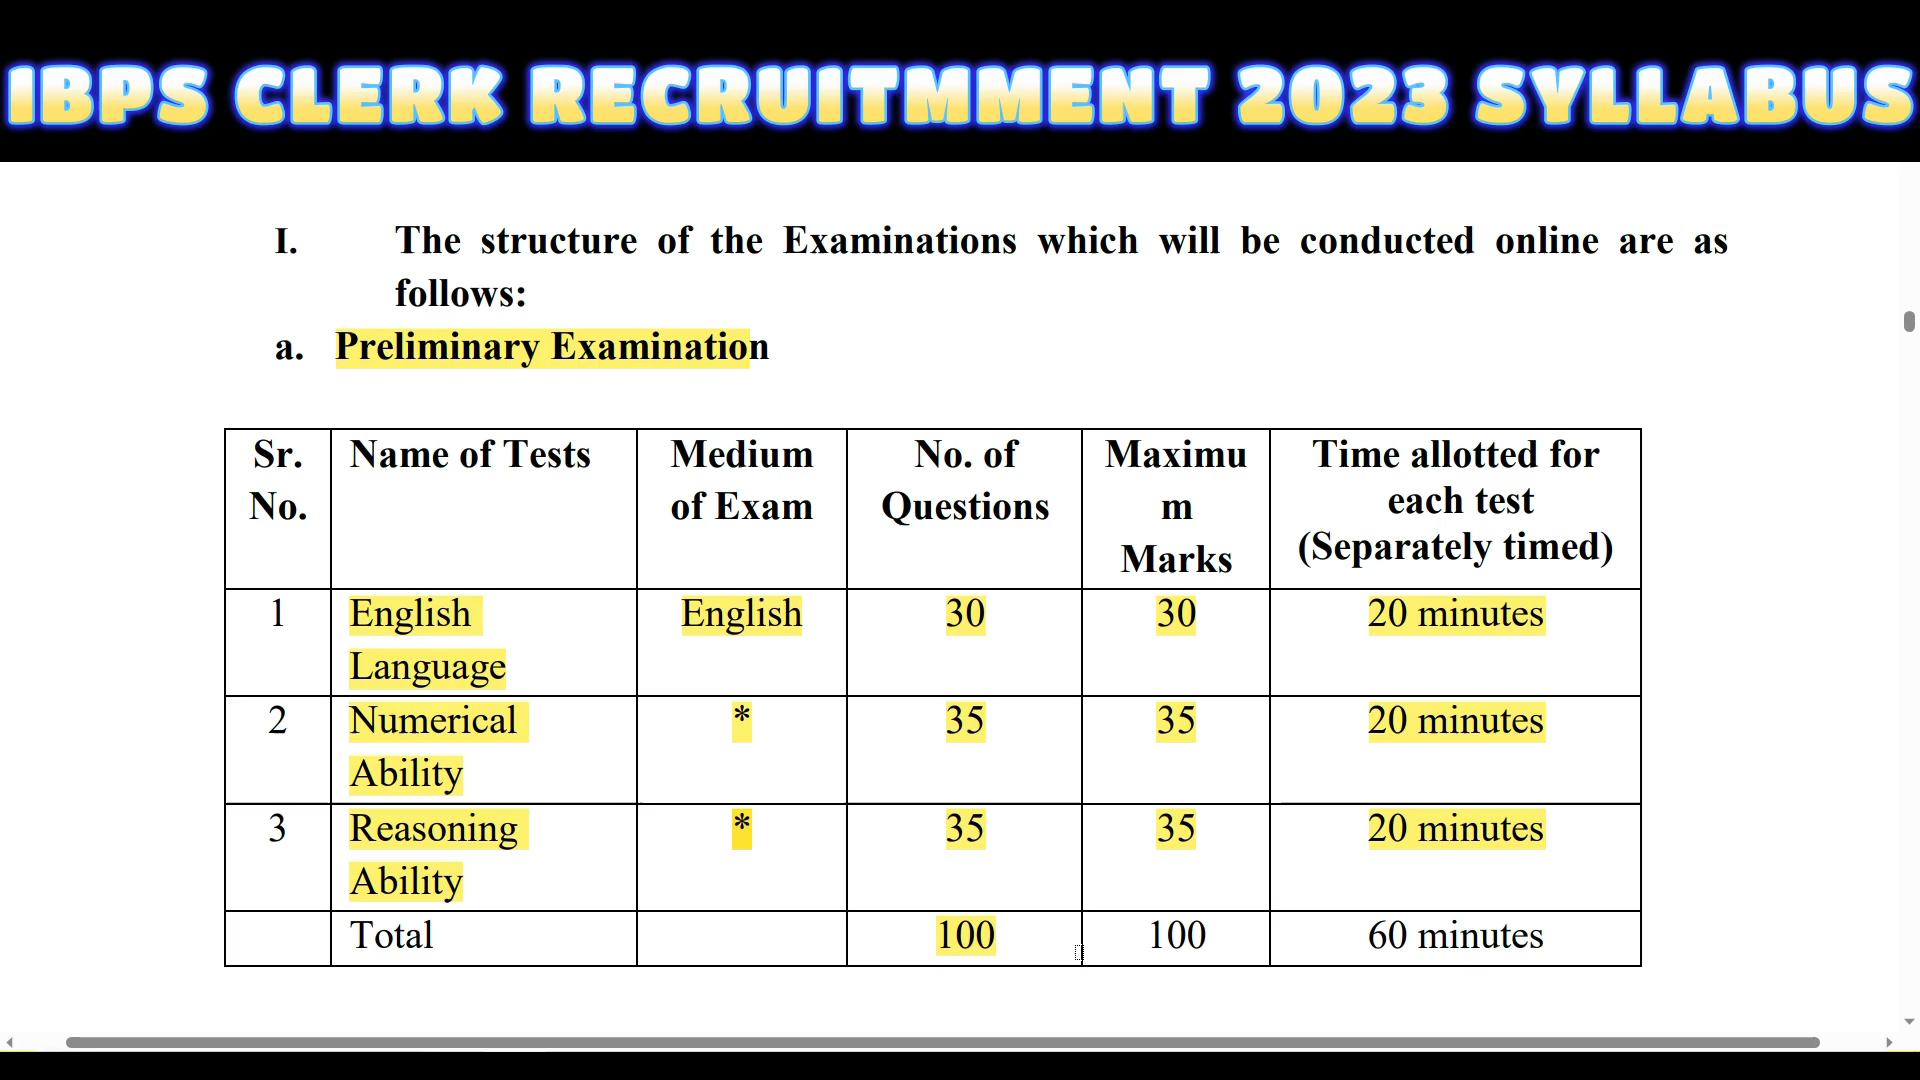 IBPS CLERK RECRUITMMENT 2023 SYLLABUS
I. The structure of the Examinations which will be conducted online are as
follows:
a. Preliminary Examination
Sr. No. Name of Tests Medium of Exam No. of Questions Maximu m Marks Time allotted for each test (Separately timed)
1 English Language English 30 30 20 minutes
2 Numerical Ability * 35 35 20 minutes
3 Reasoning Ability * 35 35 20 minutes
Total 100 100 60 minutes